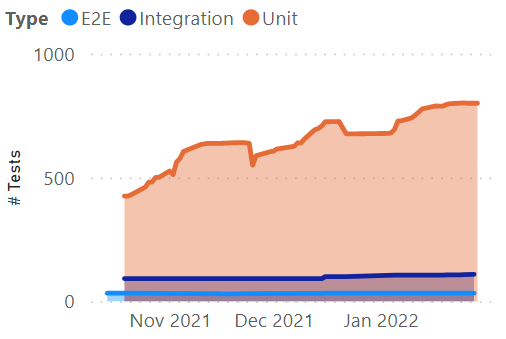 Type E2E Integration Unit
1000
500
0
# Tests
Nov 2021 Dec 2021 Jan 2022